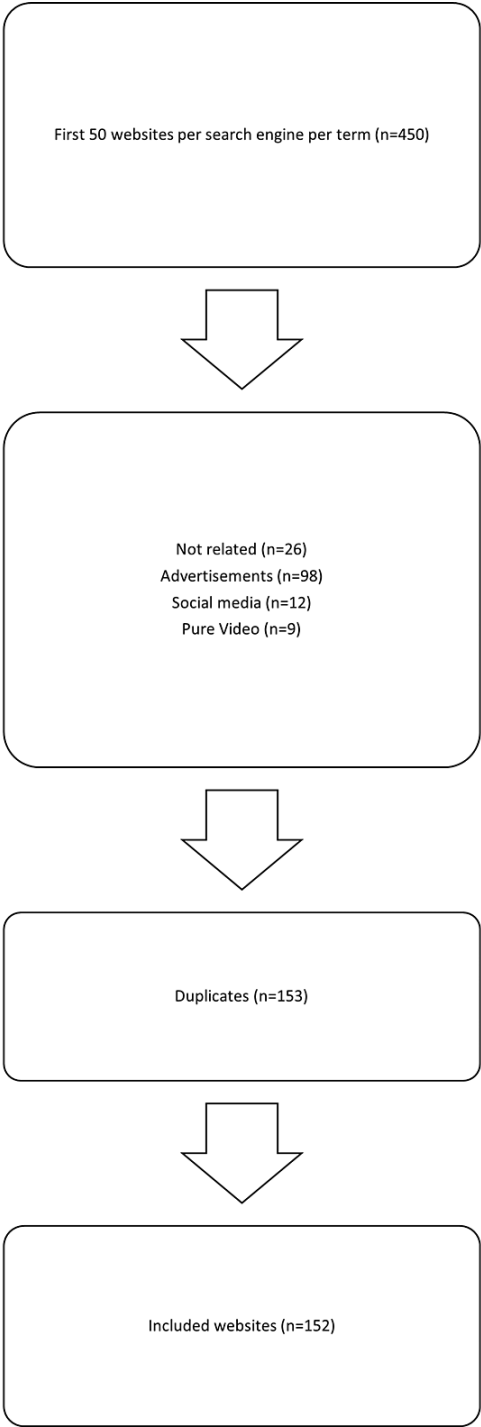 First 50 websites per search engine per term (n=450)
Not related (n=26)
Advertisements (n=98)
Social media (n=12)
Pure Video (n=9)
Duplicates (n=153)
Included websites (n=152)